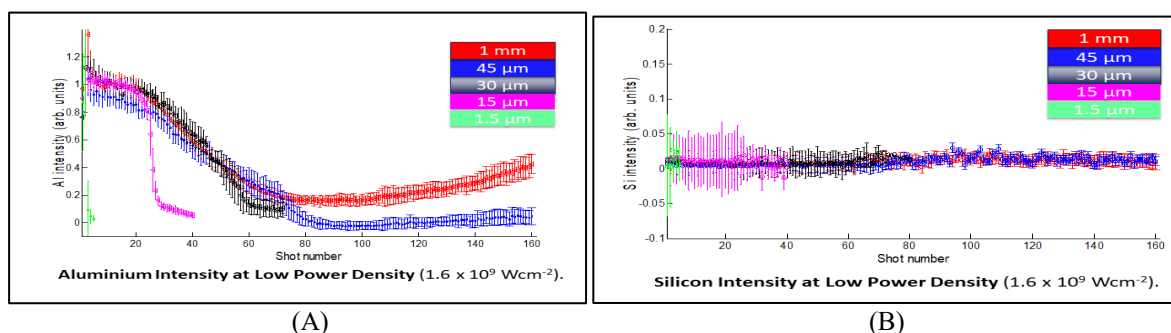 1.2
1.0
0.8
0.6
0.4
0.2
0
Al intensity (arb. units)
20 40 60 80 100 120 140 160
Shot number
1 mm
45 µm
30 µm
15 µm
1.5 µm
Aluminium Intensity at Low Power Density (1.6 x 10⁹ Wcm⁻²).
(A)
0.2
0.15
0.1
0.05
0
-0.05
-0.1
Si intensity (arb. units)
20 40 60 80 100 120 140 160
Shot number
1 mm
45 µm
30 µm
15 µm
1.5 µm
Silicon Intensity at Low Power Density (1.6 x 10⁹ Wcm⁻²).
(B)